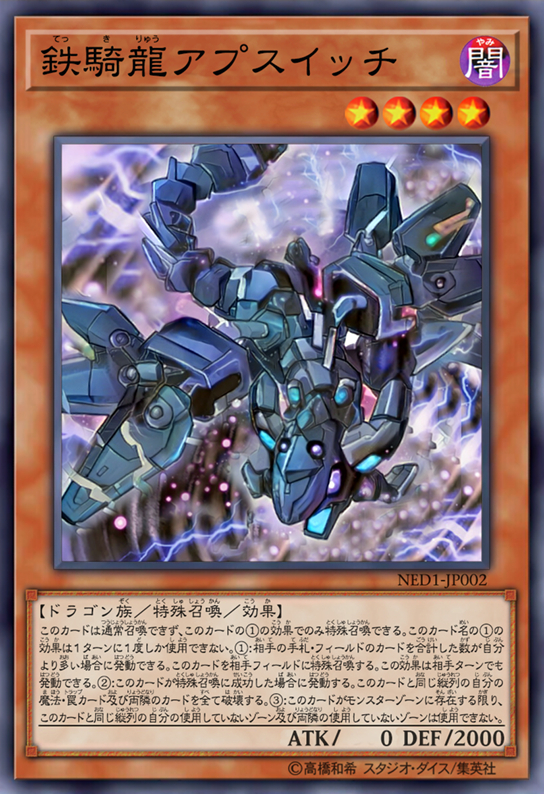 鉄騎龍アプスイッチ
闇
NED1-JP002
【ドラゴン族／特殊召喚／効果】
このカードは通常召喚できず、このカードの①の効果でのみ特殊召喚できる。このカード名の①の
効果は1ターンに1度しか使用できない。①：相手の手札・フィールドのカードを合計した数が自分
より多い場合に発動できる。このカードを相手フィールドに特殊召喚する。この効果は相手ターンでも
発動できる。②：このカードが特殊召喚に成功した場合に発動する。このカードと同じ縦列の自分の
魔法・罠カード及び両隣のカードを全て破壊する。③：このカードがモンスターゾーンに存在する限り、
このカードと同じ縦列の自分の使用していないゾーン及び両隣の使用していないゾーンは使用できない。
ATK/ 0 DEF/2000
©高橋和希 スタジオ・ダイス/集英社